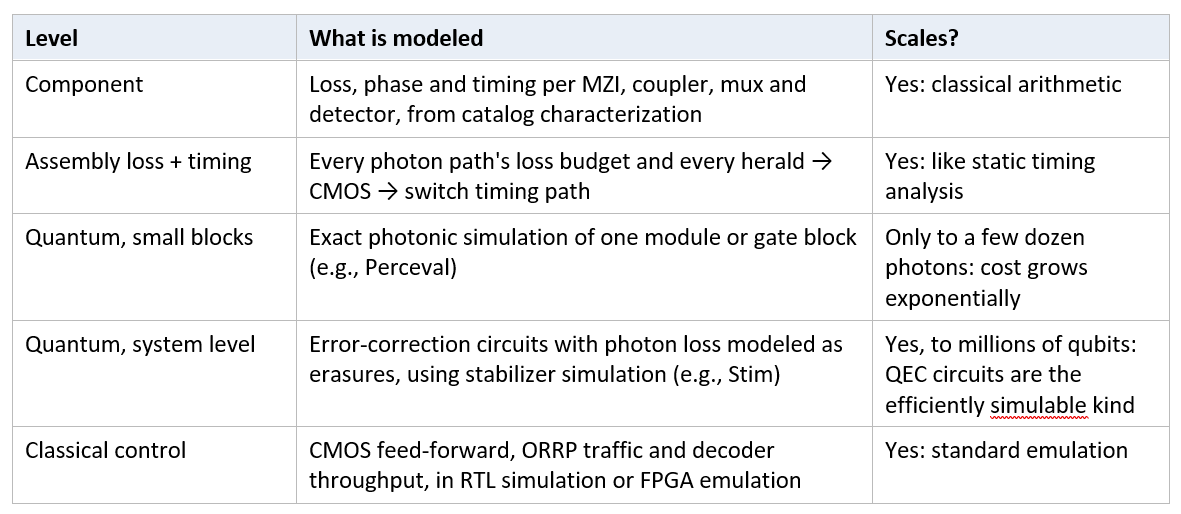 Level
What is modeled
Scales?
Component
Loss, phase and timing per MZI, coupler, mux and
detector, from catalog characterization
Yes: classical arithmetic
Assembly loss + timing
Every photon path's loss budget and every herald →
CMOS → switch timing path
Yes: like static timing
analysis
Quantum, small blocks
Exact photonic simulation of one module or gate block
(e.g., Perceval)
Only to a few dozen
photons: cost grows
exponentially
Quantum, system level
Error-correction circuits with photon loss modeled as
erasures, using stabilizer simulation (e.g., Stim)
Yes, to millions of qubits:
QEC circuits are the
efficiently simulable kind
Classical control
CMOS feed-forward, ORRP traffic and decoder
throughput, in RTL simulation or FPGA emulation
Yes: standard emulation